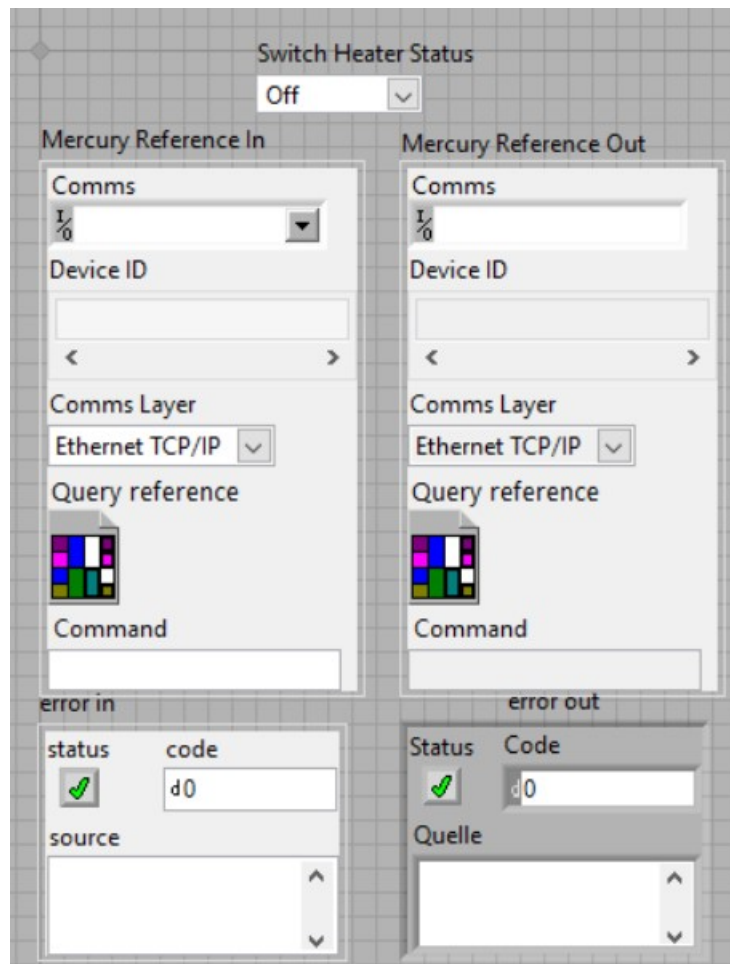 Switch Heater Status
Off
Mercury Reference In
Mercury Reference Out
Comms
Comms
I/0
I/0
Device ID
Device ID
Comms Layer
Comms Layer
Ethernet TCP/IP
Ethernet TCP/IP
Query reference
Query reference
Command
Command
error in
error out
status
code
Status
Code
d0
d0
source
Quelle